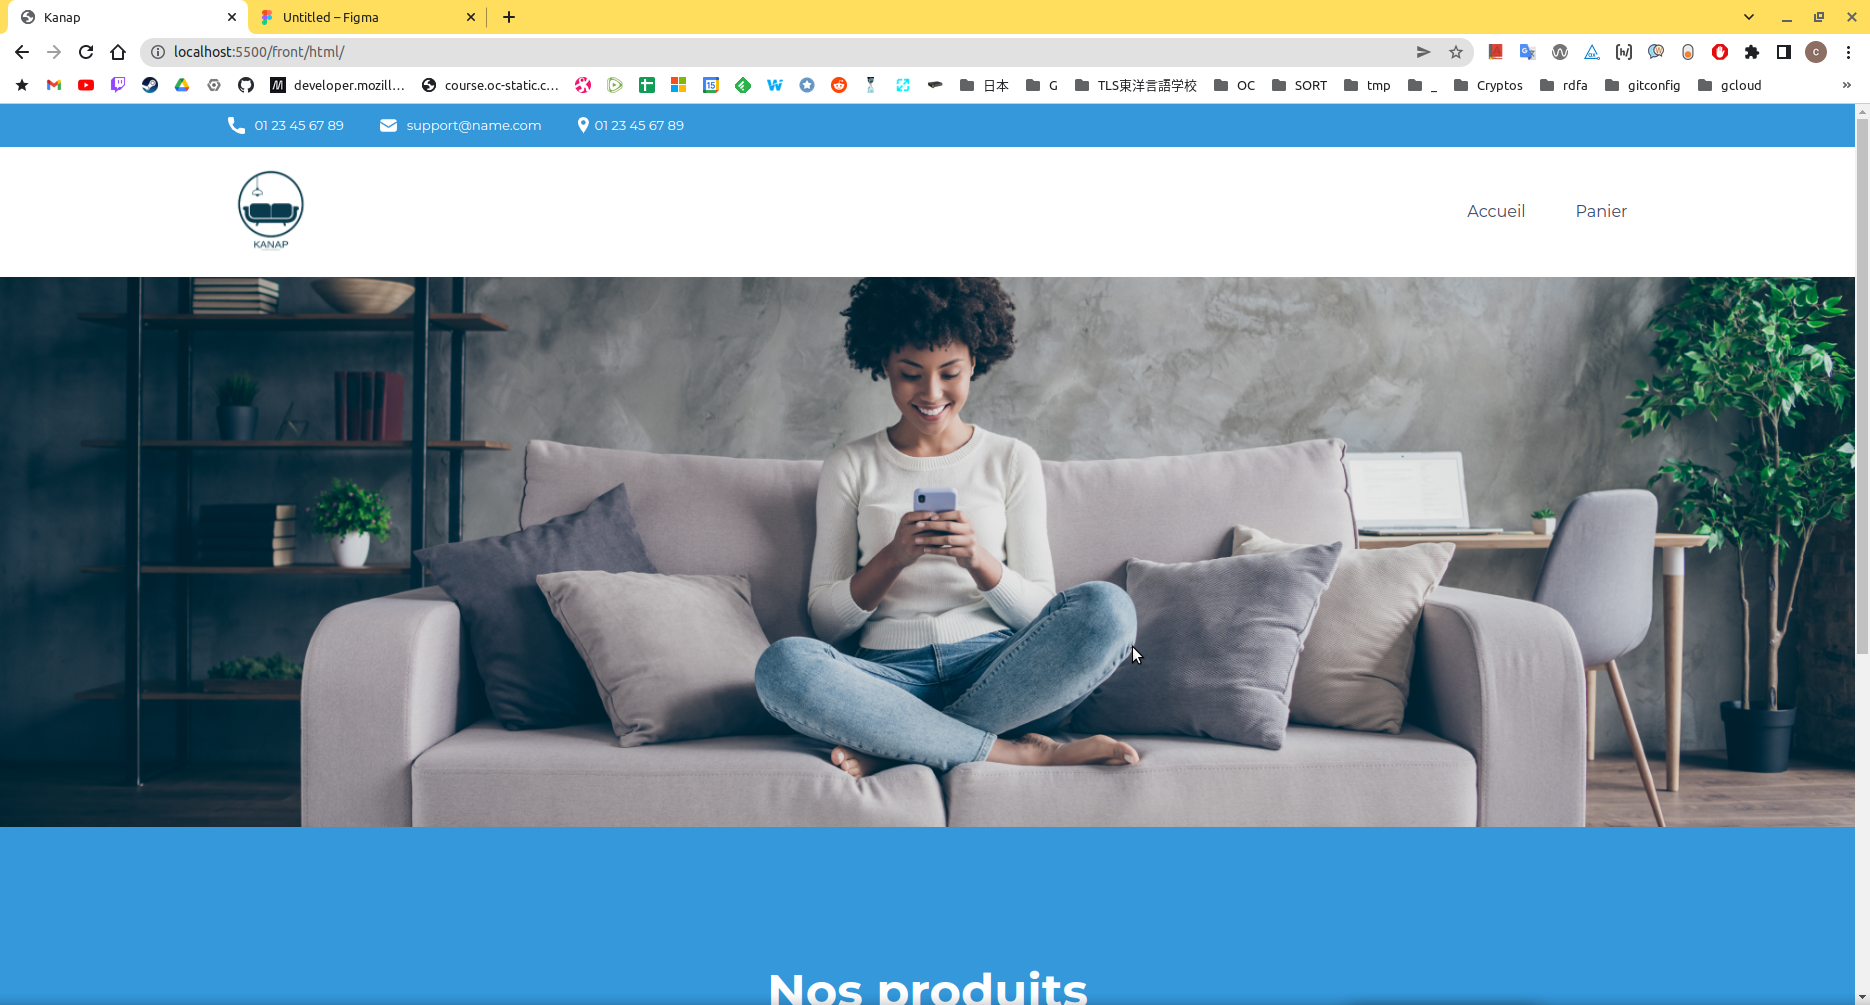 Kanap
Untitled – Figma
localhost:5500/front/html/
developer.mozill...
course.oc-static.c...
日本
G
TLS東洋言語学校
OC
SORT
tmp
_
Cryptos
rdfa
gitconfig
gcloud
01 23 45 67 89
support@name.com
01 23 45 67 89
KANAP
Accueil
Panier
Nos produits